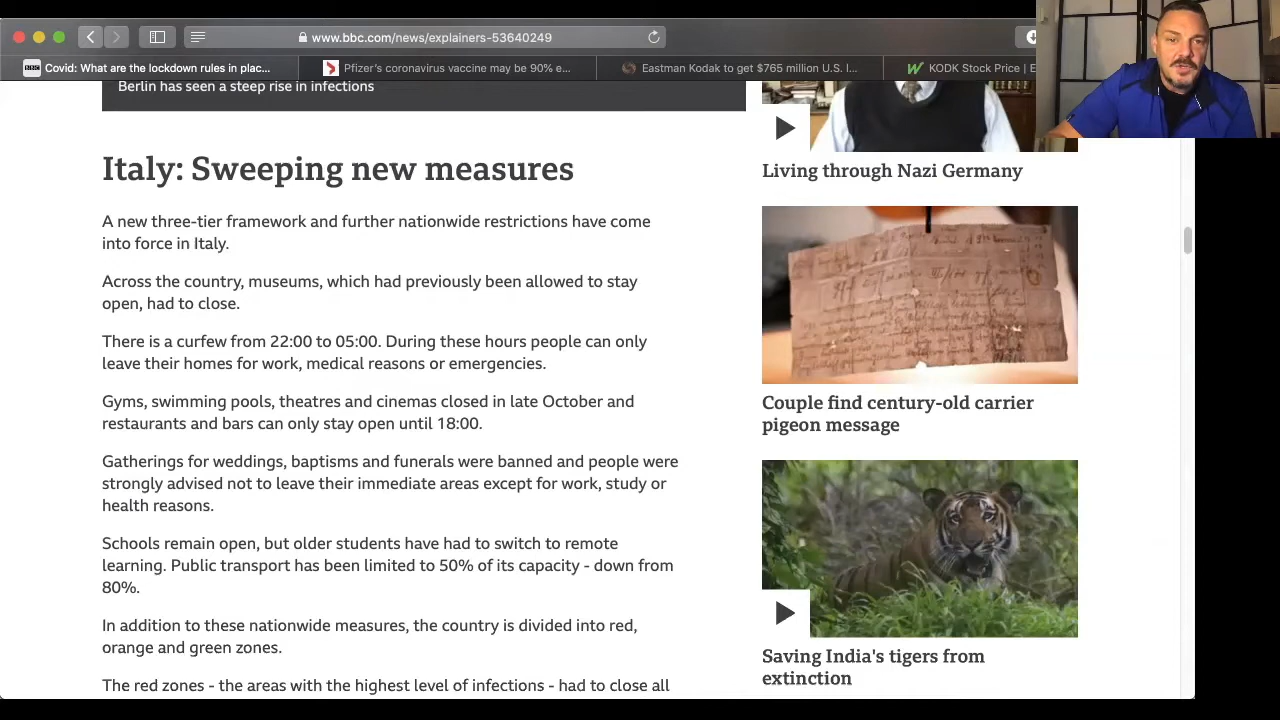 www.bbc.com/news/explainers-53640249
BBC Covid: What are the lockdown rules in plac...
Pfizer's coronavirus vaccine may be 90% e...
Eastman Kodak to get $765 million U.S. l...
KODK Stock Price | E
Berlin has seen a steep rise in infections
Italy: Sweeping new measures
A new three-tier framework and further nationwide restrictions have come
into force in Italy.
Across the country, museums, which had previously been allowed to stay
open, had to close.
There is a curfew from 22:00 to 05:00. During these hours people can only
leave their homes for work, medical reasons or emergencies.
Gyms, swimming pools, theatres and cinemas closed in late October and
restaurants and bars can only stay open until 18:00.
Gatherings for weddings, baptisms and funerals were banned and people were
strongly advised not to leave their immediate areas except for work, study or
health reasons.
Schools remain open, but older students have had to switch to remote
learning. Public transport has been limited to 50% of its capacity - down from
80%.
In addition to these nationwide measures, the country is divided into red,
orange and green zones.
The red zones - the areas with the highest level of infections - had to close all
Living through Nazi Germany
Couple find century-old carrier
pigeon message
Saving India's tigers from
extinction